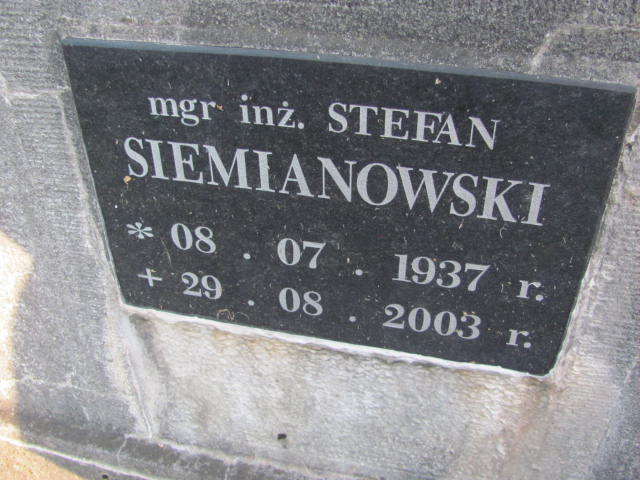 mgr inż. STEFAN
SIEMIANOWSKI
* 08 . 07 . 1937 r.
+ 29 . 08 . 2003 r.